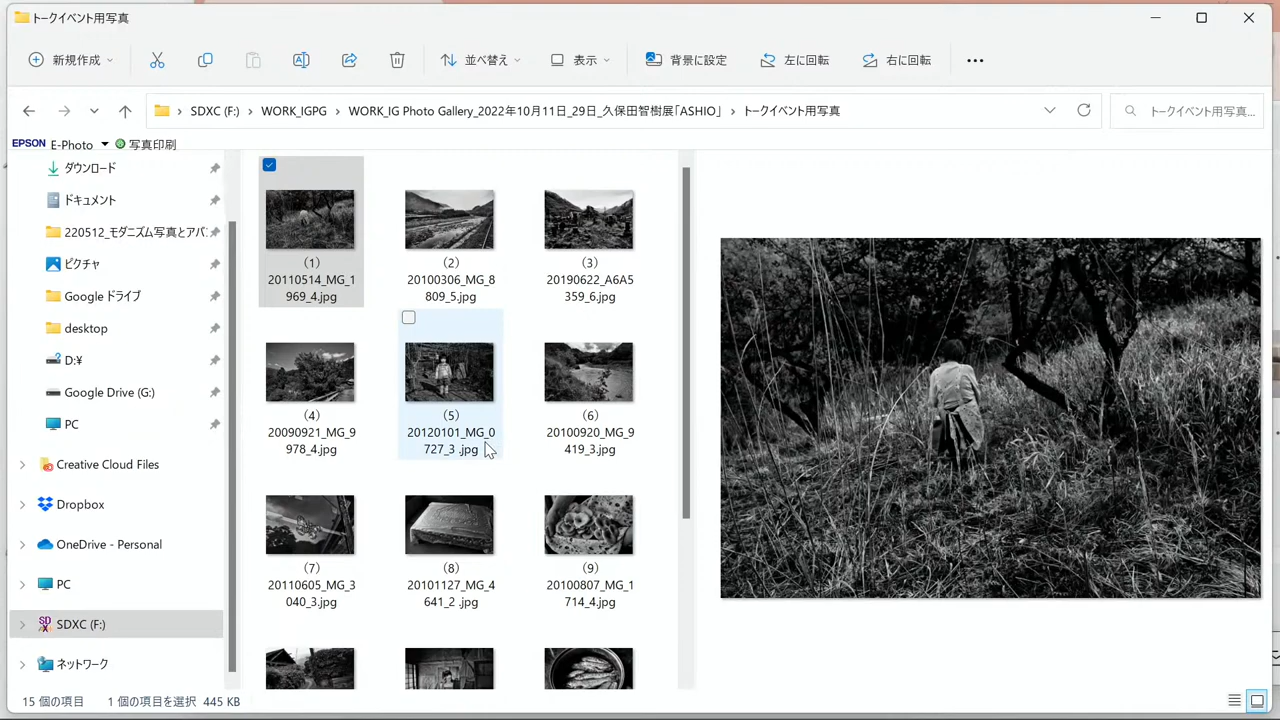 トークイベント用写真
新規作成
並べ替え
表示
背景に設定
左に回転
右に回転
SDXC (F:) › WORK_IGPG › WORK_IG Photo Gallery_2022年10月11日_29日_久保田智樹展「ASHIO」 › トークイベント用写真
トークイベント用写真...
EPSON E-Photo 写真印刷
ダウンロード
ドキュメント
220512_モダニズム写真とアバ
ピクチャ
Google ドライブ
desktop
D:¥
Google Drive (G:)
PC
Creative Cloud Files
Dropbox
OneDrive - Personal
PC
SDXC (F:)
ネットワーク
(1)
20110514_MG_1
969_4.jpg
(2)
20100306_MG_8
809_5.jpg
(3)
20190622_A6A5
359_6.jpg
(4)
20090921_MG_9
978_4.jpg
(5)
20120101_MG_0
727_3 .jpg
(6)
20100920_MG_9
419_3.jpg
(7)
20110605_MG_3
040_3.jpg
(8)
20101127_MG_4
641_2 .jpg
(9)
20100807_MG_1
714_4.jpg
15 個の項目
1 個の項目を選択 445 KB